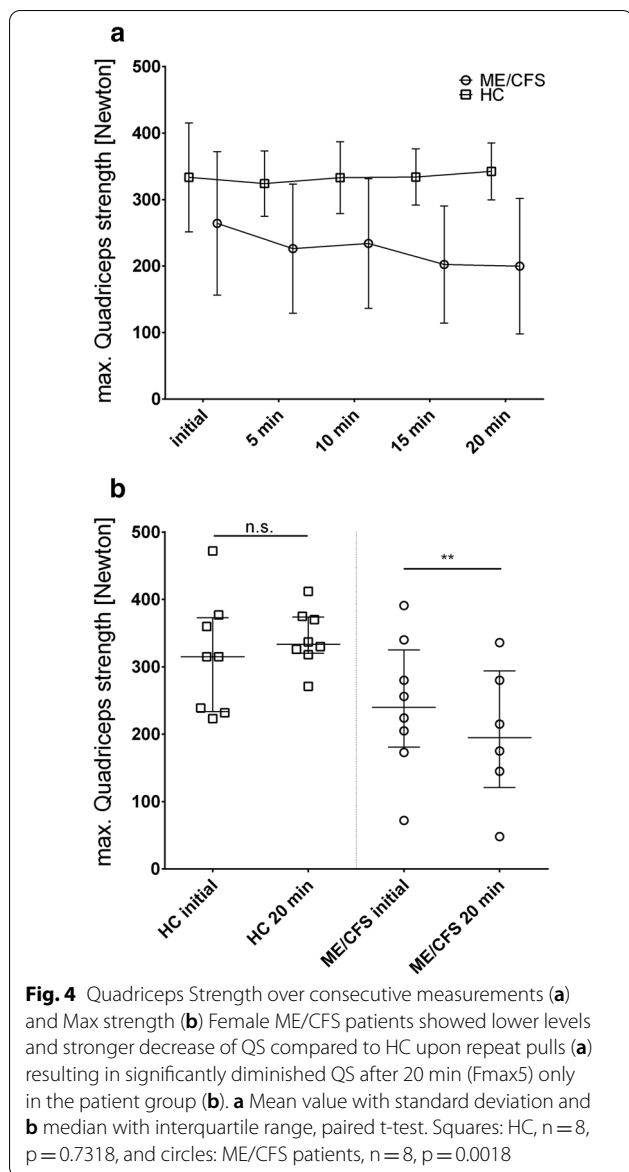 a
500
400
300
200
100
0
max. Quadriceps strength [Newton]
ME/CFS
HC
initial
5 min
10 min
15 min
20 min
b
500
400
300
200
100
0
max. Quadriceps strength [Newton]
n.s.
**
HC initial
HC 20 min
ME/CFS initial
ME/CFS 20 min
Fig. 4 Quadriceps Strength over consecutive measurements (a)
and Max strength (b) Female ME/CFS patients showed lower levels
and stronger decrease of QS compared to HC upon repeat pulls (a)
resulting in significantly diminished QS after 20 min (Fmax5) only
in the patient group (b). a Mean value with standard deviation and
b median with interquartile range, paired t-test. Squares: HC, n = 8,
p = 0.7318, and circles: ME/CFS patients, n = 8, p = 0.0018